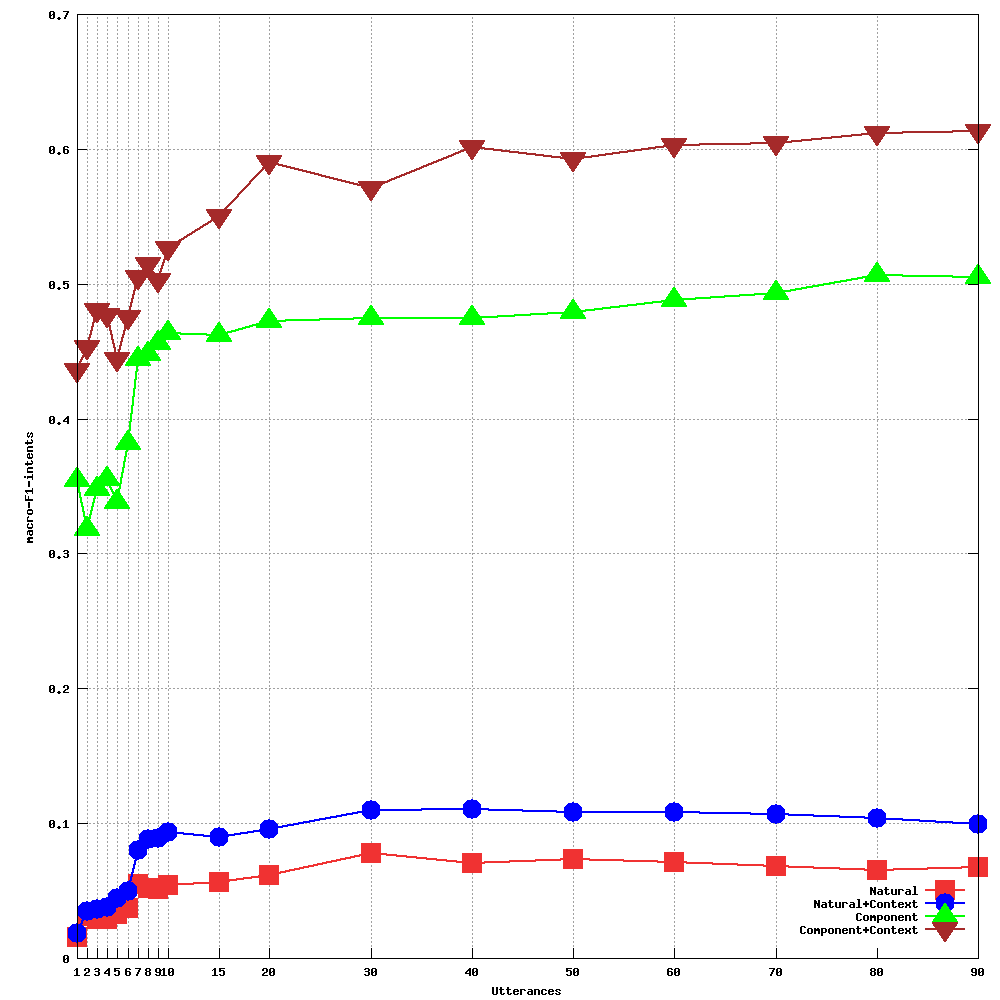 0.7
0.6
0.5
0.4
0.3
0.2
0.1
0
Macro-F1-intents
1 2 3 4 5 6 7 8 9 10 15 20 30 40 50 60 70 80 90
Utterances
Natural
Natural+Context
Component
Component+Context